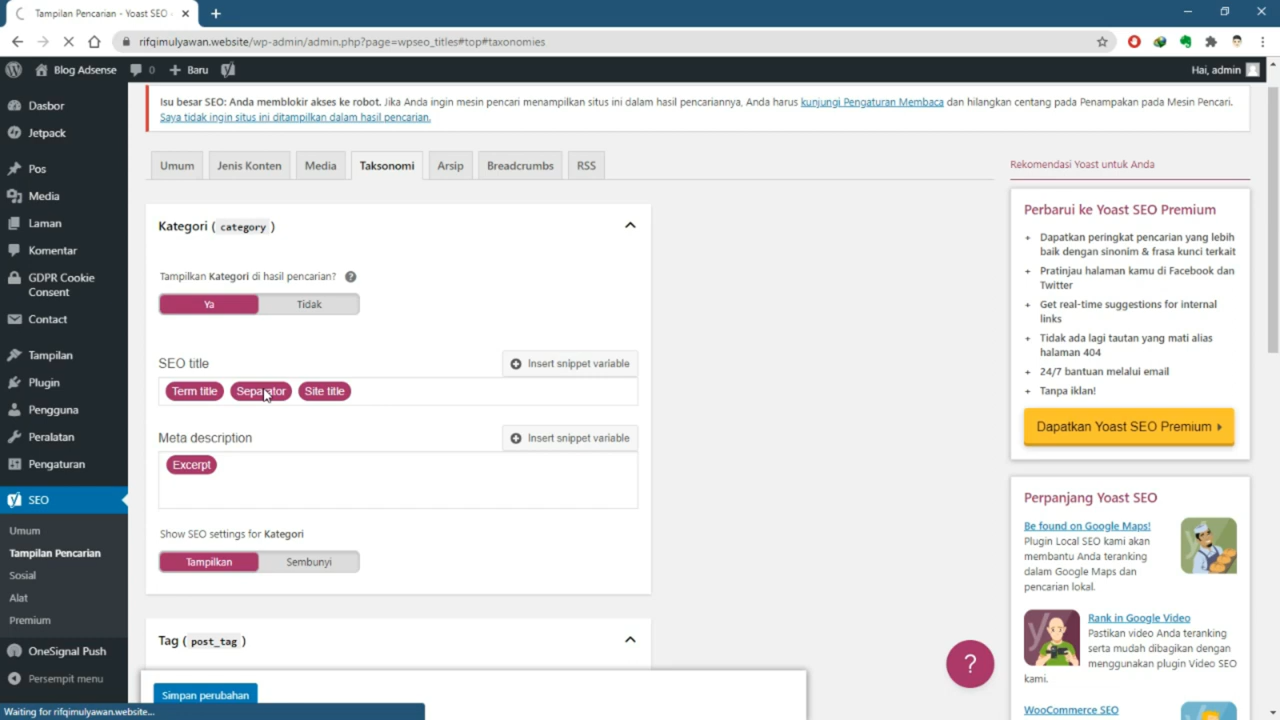 Tampilan Pencarian - Yoast SEO
rifqimulyawan.website/wp-admin/admin.php?page=wpseo_titles#top#taxonomies
Blog Adsense
0
Baru
Hai, admin
Dasbor
Jetpack
Pos
Media
Laman
Komentar
GDPR Cookie
Consent
Contact
Tampilan
Plugin
Pengguna
Peralatan
Pengaturan
SEO
Umum
Tampilan Pencarian
Sosial
Alat
Premium
OneSignal Push
Persempit menu
Isu besar SEO: Anda memblokir akses ke robot. Jika Anda ingin mesin pencari menampilkan situs ini dalam hasil pencariannya, Anda harus kunjungi Pengaturan Membaca dan hilangkan centang pada Penampakan pada Mesin Pencari.
Saya tidak ingin situs ini ditampilkan dalam hasil pencarian.
Umum
Jenis Konten
Media
Taksonomi
Arsip
Breadcrumbs
RSS
Kategori ( category )
Tampilkan Kategori di hasil pencarian?
Ya
Tidak
SEO title
Insert snippet variable
Term title
Separator
Site title
Meta description
Insert snippet variable
Excerpt
Show SEO settings for Kategori
Tampilkan
Sembunyi
Tag ( post_tag )
Simpan perubahan
Rekomendasi Yoast untuk Anda
Perbarui ke Yoast SEO Premium
+ Dapatkan peringkat pencarian yang lebih
baik dengan sinonim & frasa kunci terkait
+ Pratinjau halaman kamu di Facebook dan
Twitter
+ Get real-time suggestions for internal
links
+ Tidak ada lagi tautan yang mati alias
halaman 404
+ 24/7 bantuan melalui email
+ Tanpa iklan!
Dapatkan Yoast SEO Premium
Perpanjang Yoast SEO
Be found on Google Maps!
Plugin Local SEO kami akan
membantu Anda teranking
dalam Google Maps dan
pencarian lokal.
Rank in Google Video
Pastikan video Anda teranking
serta mudah dibagikan dengan
menggunakan plugin Video SEO
kami.
WooCommerce SEO
?
Waiting for rifqimulyawan.website...